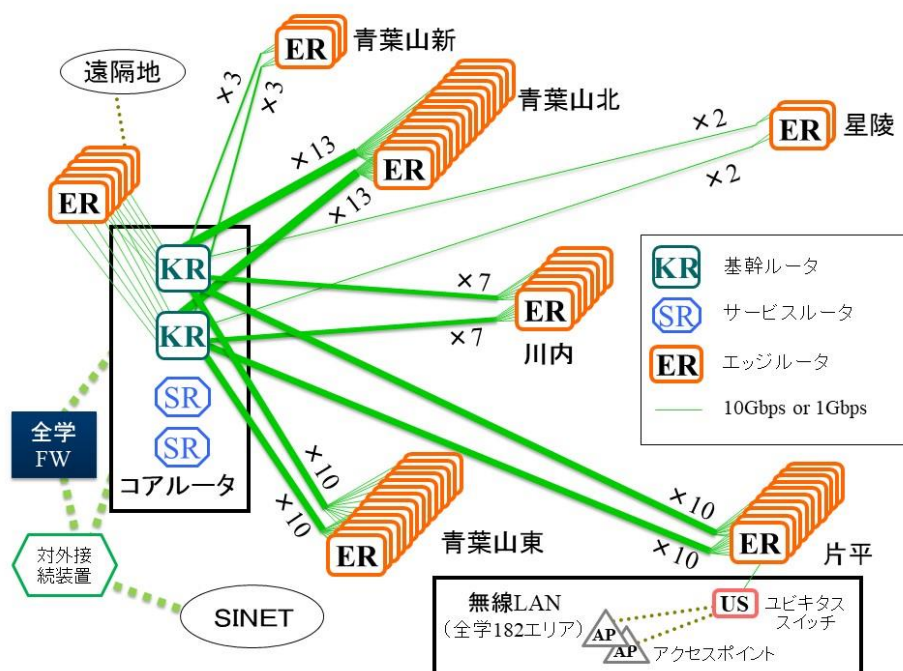 ER
青葉山新
遠隔地
×3
×3
青葉山北
×13
ER
×13
×2
ER
星陵
×2
ER
KR
KR
SR
SR
コアルータ
×7
ER
×7
川内
KR
基幹ルータ
SR
サービスルータ
ER
エッジルータ
10Gbps or 1Gbps
全学
FW
×10
×10
ER
青葉山東
×10
×10
ER
片平
対外接
続装置
SINET
無線LAN
(全学182エリア)
US
ユビキタス
スイッチ
AP
AP
アクセスポイント